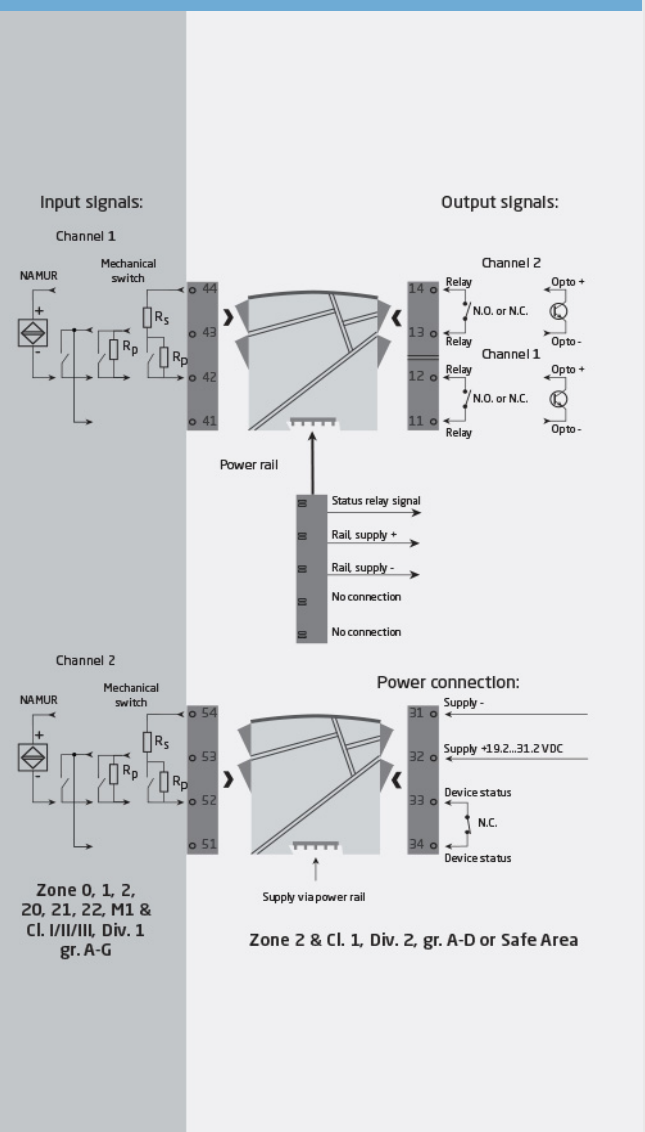 Input signals:
Output signals:
Channel 1
NAMUR
Mechanical
switch
+
-
Rp
Rs
Rp
44
43
42
41
Channel 2
14
13
12
11
Relay
N.O. or N.C.
Relay
Opto +
Opto -
Channel 1
Relay
N.O. or N.C.
Relay
Opto +
Opto -
Power rail
Status relay signal
Rail, supply +
Rail, supply -
No connection
No connection
Channel 2
NAMUR
Mechanical
switch
+
-
Rp
Rs
Rp
54
53
52
51
Power connection:
31
32
33
34
Supply -
Supply +19.2...31.2 VDC
Device status
N.C.
Device status
Supply via power rail
Zone 0, 1, 2,
20, 21, 22, M1 &
Cl. I/II/III, Div. 1
gr. A-G
Zone 2 & Cl. 1, Div. 2, gr. A-D or Safe Area